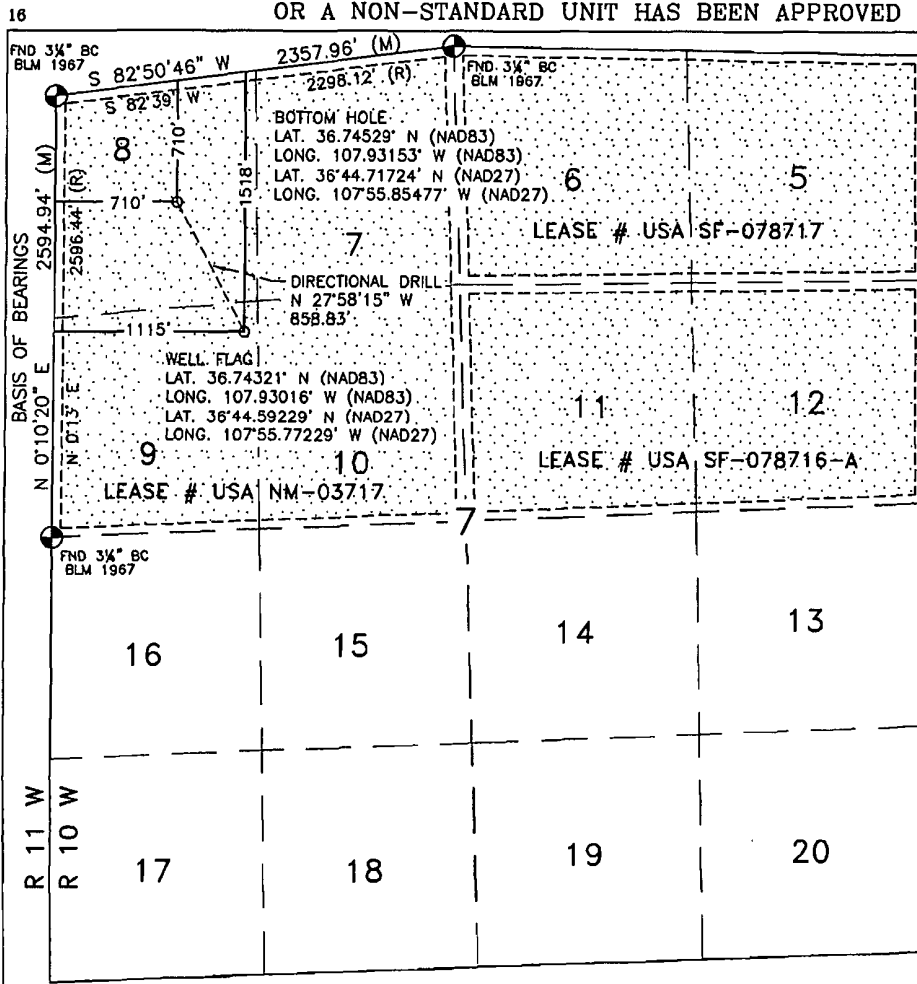 16
OR A NON-STANDARD UNIT HAS BEEN APPROVED
FND 3¼" BC
BLM 1967
S 82°50'46" W 2357.96' (M)
S 82°39' W 2298.12' (R)
FND 3¼" BC
BLM 1967
8
710'
710'
1518'
BOTTOM HOLE
LAT. 36.74529° N (NAD83)
LONG. 107.93153° W (NAD83)
LAT. 36°44.71724' N (NAD27)
LONG. 107°55.85477' W (NAD27)
6
5
LEASE # USA SF-078717
7
DIRECTIONAL DRILL
N 27°58'15" W
858.83'
BASIS OF BEARINGS
N 0°10'20" E 2594.94' (M)
N 0°13' E 2596.44' (R)
1115'
WELL FLAG
LAT. 36.74321° N (NAD83)
LONG. 107.93016° W (NAD83)
LAT. 36°44.59229' N (NAD27)
LONG. 107°55.77229' W (NAD27)
9
10
LEASE # USA NM-03717
11
12
LEASE # USA SF-078716-A
7
FND 3¼" BC
BLM 1967
16
15
14
13
R 11 W
R 10 W
17
18
19
20